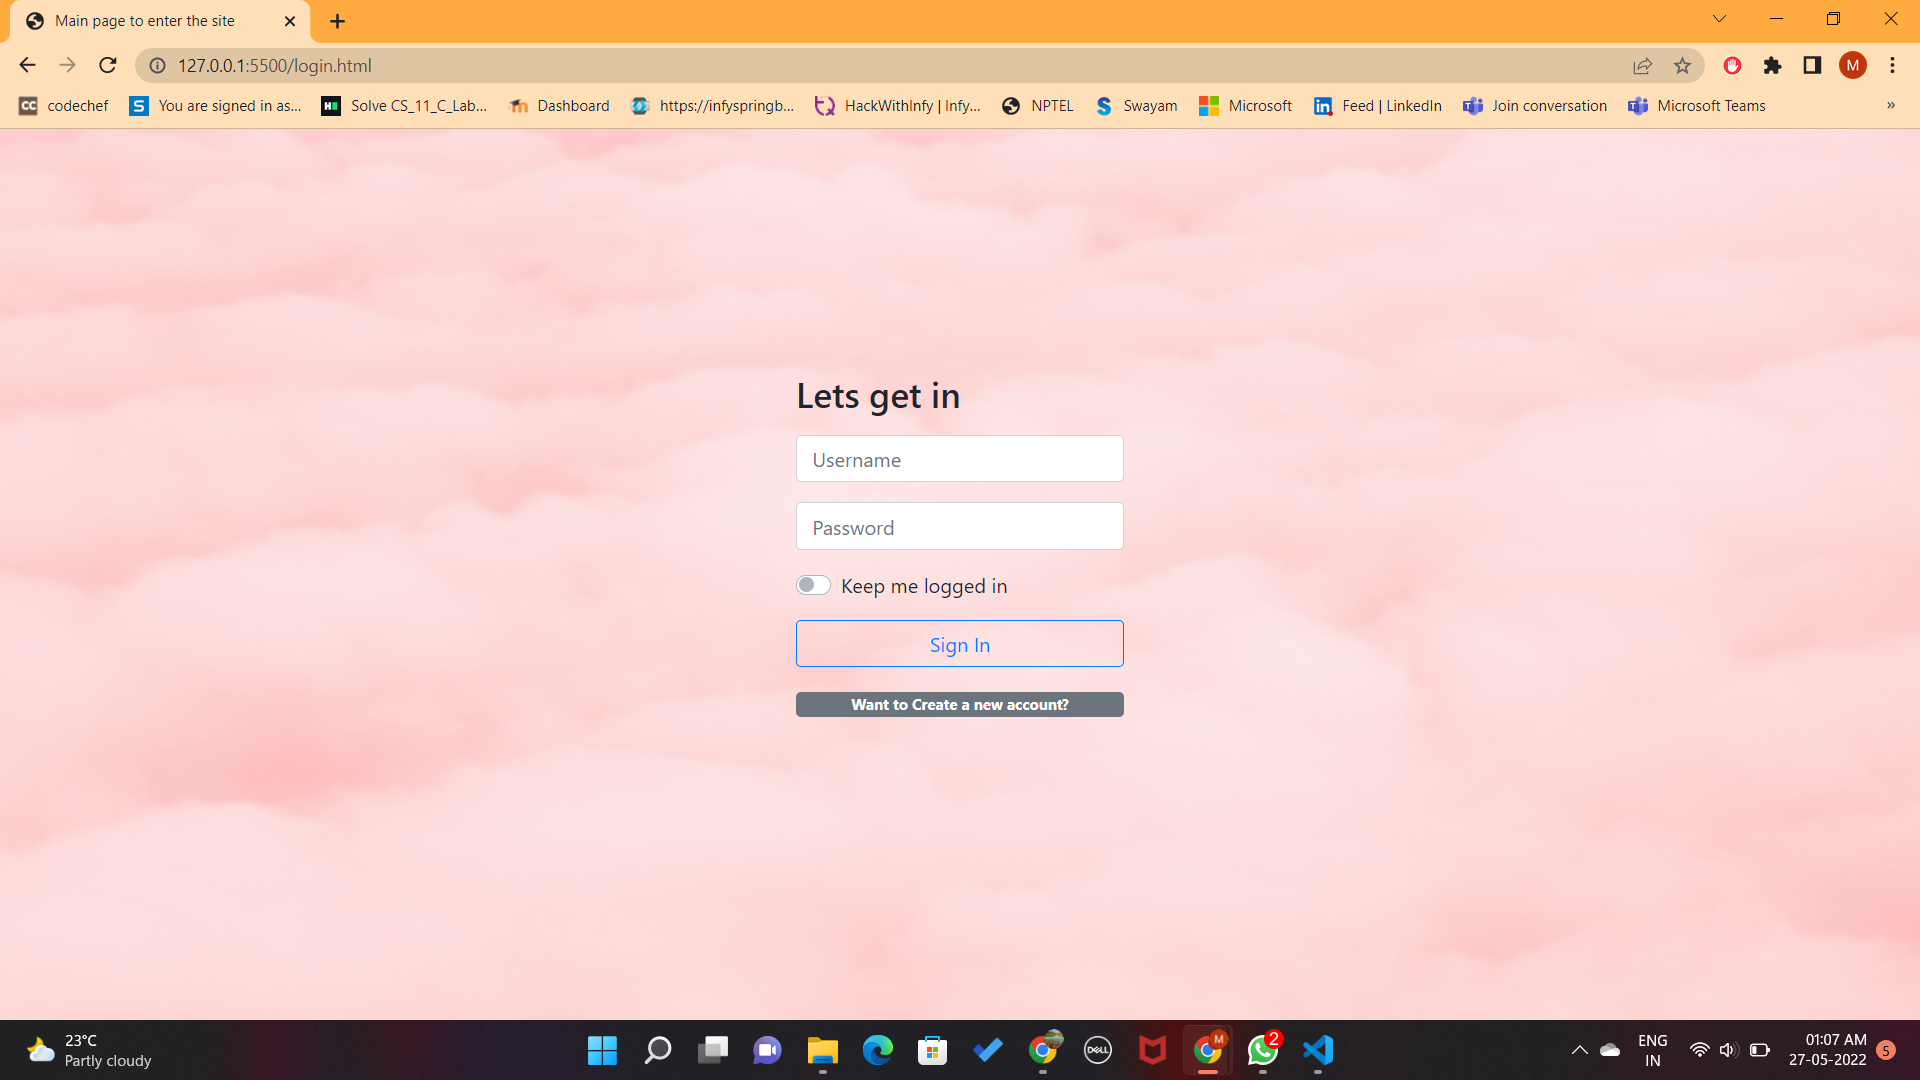 Main page to enter the site
127.0.0.1:5500/login.html
M
CC codechef
S You are signed in as...
H Solve CS_11_C_Lab...
Dashboard
https://infyspringb...
HackWithInfy | Infy...
NPTEL
Swayam
Microsoft
in Feed | LinkedIn
Join conversation
Microsoft Teams
»
Lets get in
Username
Password
Keep me logged in
Sign In
Want to Create a new account?
23°C
Partly cloudy
DELL
M
2
ENG
IN
01:07 AM
27-05-2022
5